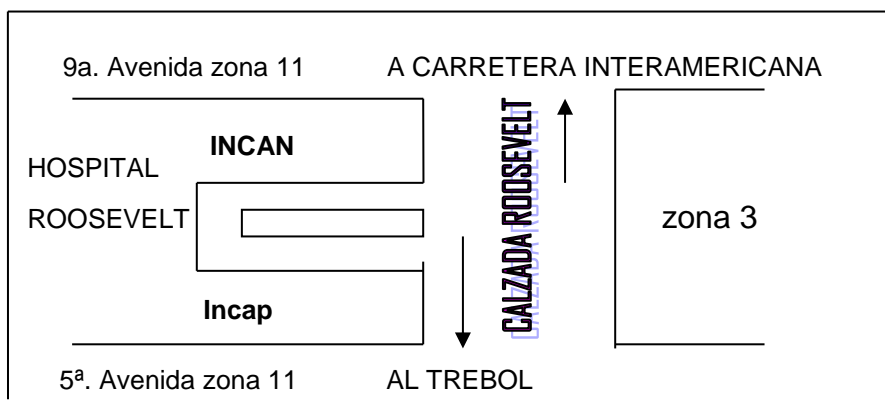 9a. Avenida zona 11 A CARRETERA INTERAMERICANA
INCAN
HOSPITAL
ROOSEVELT
CALZADA ROOSEVELT
zona 3
Incap
5ª. Avenida zona 11 AL TREBOL